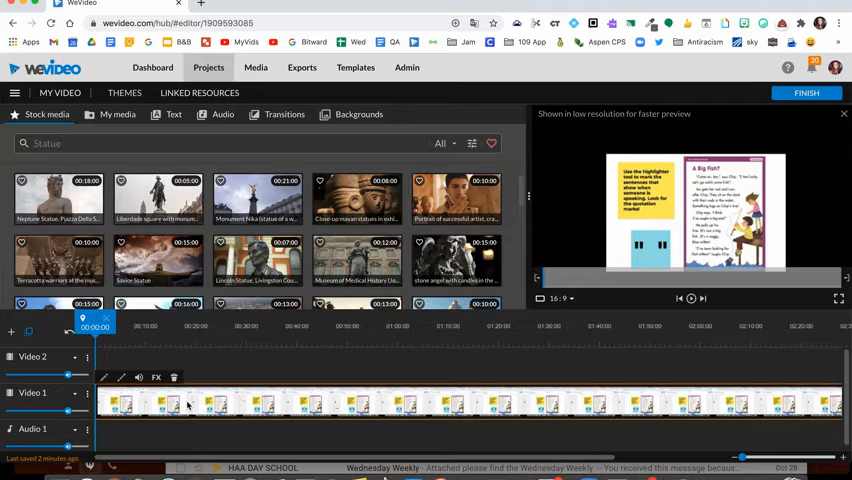 WeVideo
wevideo.com/hub/#editor/1909593085
Apps M Q B&B MyVids Bitward Wed QA Jam 109 App Aspen CPS Antiracism sky
wevideo Dashboard Projects Media Exports Templates Admin 20
MY VIDEO THEMES LINKED RESOURCES FINISH
Stock media My media Text Audio Transitions Backgrounds
Shown in low resolution for faster preview
Statue All
00:18:00 00:05:00 00:21:00 00:08:00 00:10:00
Neptune Statue, Piazza Della S... Liberdade square with monum... Monument Nika (statue of a w... Close-up mayan statues in exhi... Portrait of successful artist, cra...
00:10:00 00:15:00 00:07:00 00:12:00 00:15:00
Terracotta warriors at the mus... Savior Statue Lincoln Statue, Livingston Cou... Museum of Medical History (Jo... stone angel with candles in the...
00:15:00 00:16:00 00:13:00 00:13:00 00:10:00
Use the highlighter
tool to mark the
sentences that
show when
someone is
speaking. Look for
the quotation
marks!
" "
A Big Fish?
16:9
00:00:00 00:10:00 00:20:00 00:30:00 00:40:00 00:50:00 01:00:00 01:10:00 01:20:00 01:30:00 01:40:00 01:50:00 02:00:00 02:10:00 02:3
Video 2
FX
Video 1
Audio 1
Last saved 2 minutes ago.
HAA DAY SCHOOL Wednesday Weekly - Attached please find the Wednesday Weekly -- You received this message becaus... Oct 28